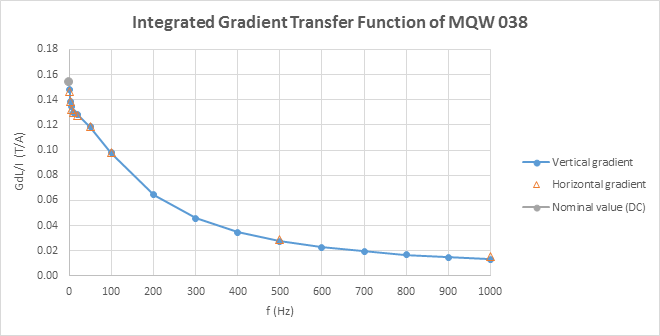 Integrated Gradient Transfer Function of MQW 038
0.18
0.16
0.14
0.12
0.10
0.08
0.06
0.04
0.02
0.00
GdL/I (T/A)
0 100 200 300 400 500 600 700 800 900 1000
f (Hz)
Vertical gradient
Horizontal gradient
Nominal value (DC)